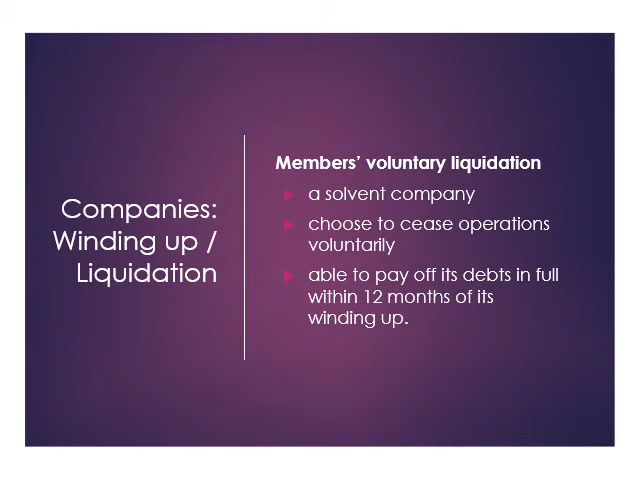 Companies:
Winding up /
Liquidation
Members' voluntary liquidation
a solvent company
choose to cease operations
voluntarily
able to pay off its debts in full
within 12 months of its
winding up.